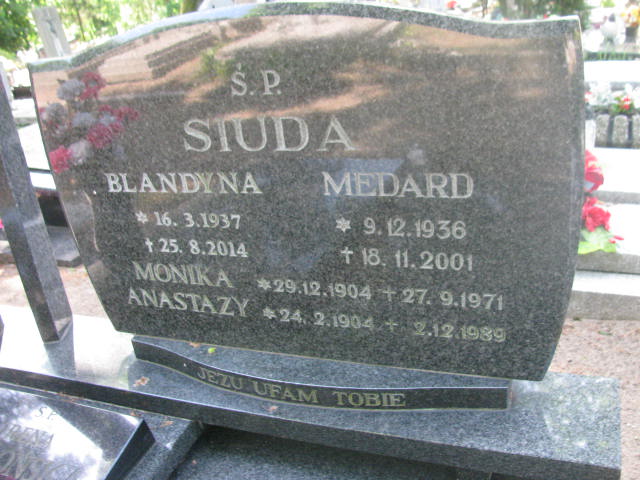 Ś.P.
SIUDA
BLANDYNA MEDARD
* 16.3.1937 * 9.12.1936
† 25.8.2014 † 18.11.2001
MONIKA * 29.12.1904 † 27.9.1971
ANASTAZY * 24.2.1904 † 2.12.1989
JEZU UFAM TOBIE
Ś.P.